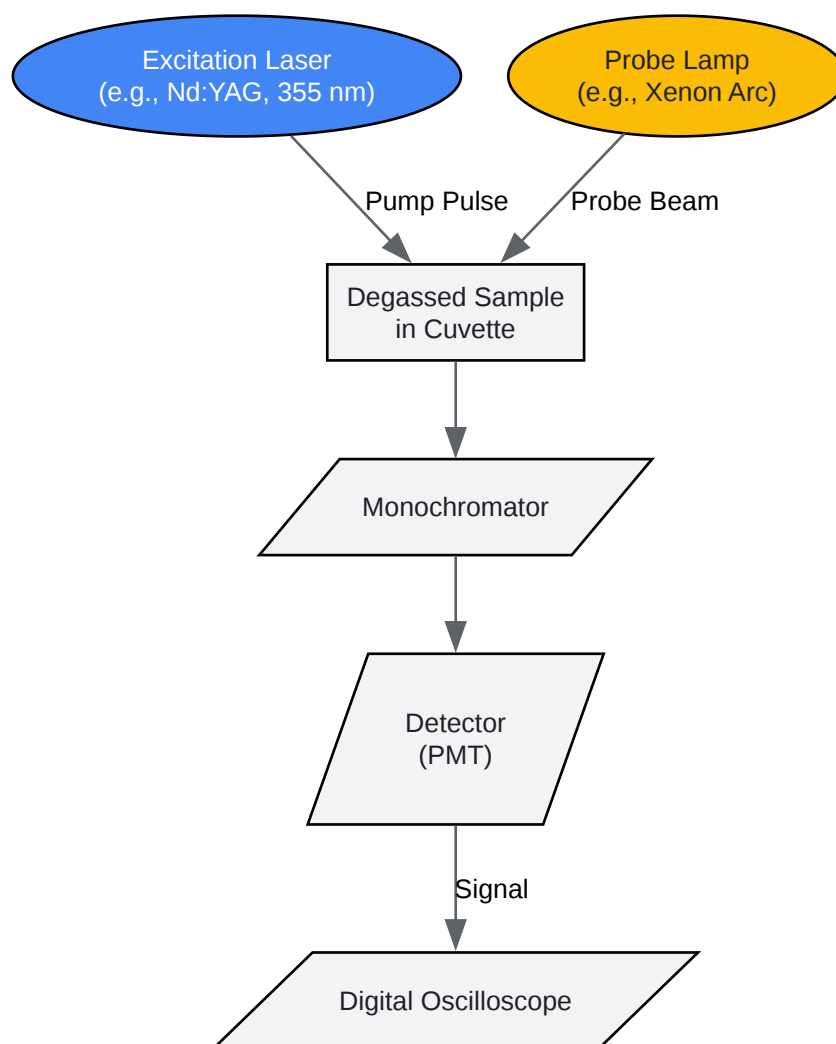 Excitation Laser
(e.g., Nd:YAG, 355 nm)
Probe Lamp
(e.g., Xenon Arc)
Pump Pulse
Probe Beam
Degassed Sample
in Cuvette
Monochromator
Detector
(PMT)
Signal
Digital Oscilloscope